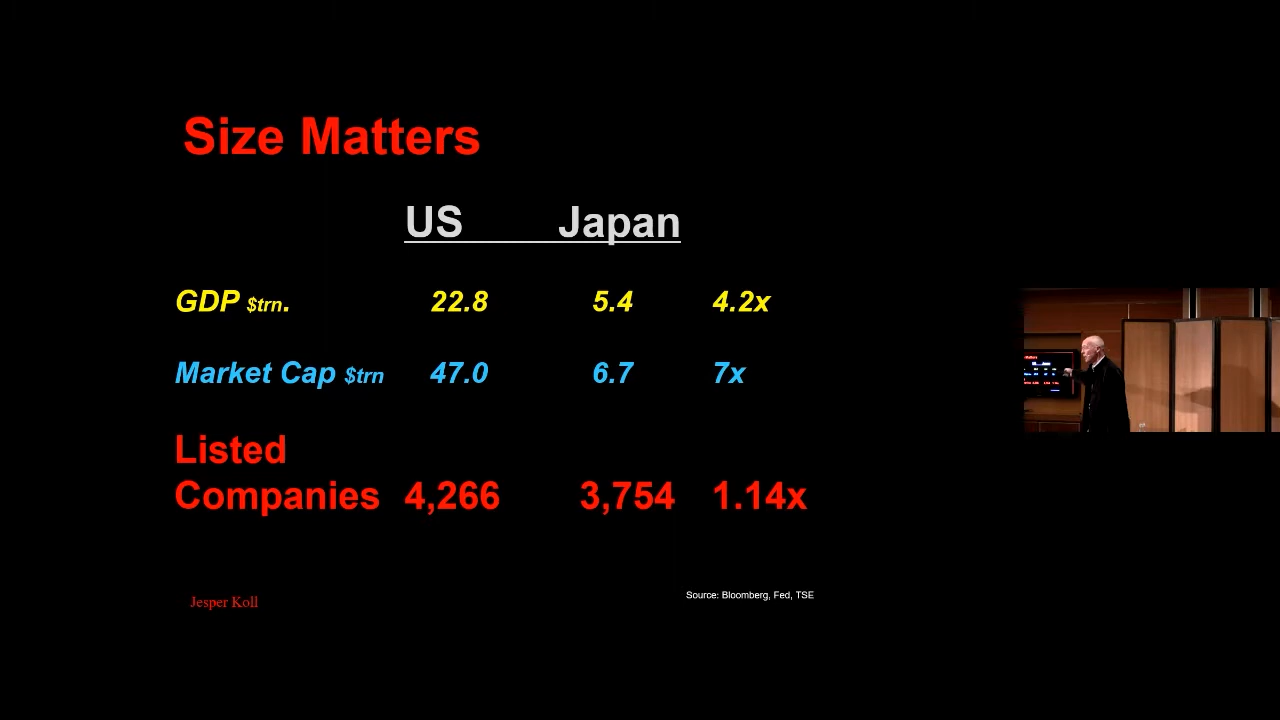 Size Matters
US Japan
GDP $trn. 22.8 5.4 4.2x
Market Cap $trn 47.0 6.7 7x
Listed
Companies 4,266 3,754 1.14x
Jesper Koll
Source: Bloomberg, Fed, TSE